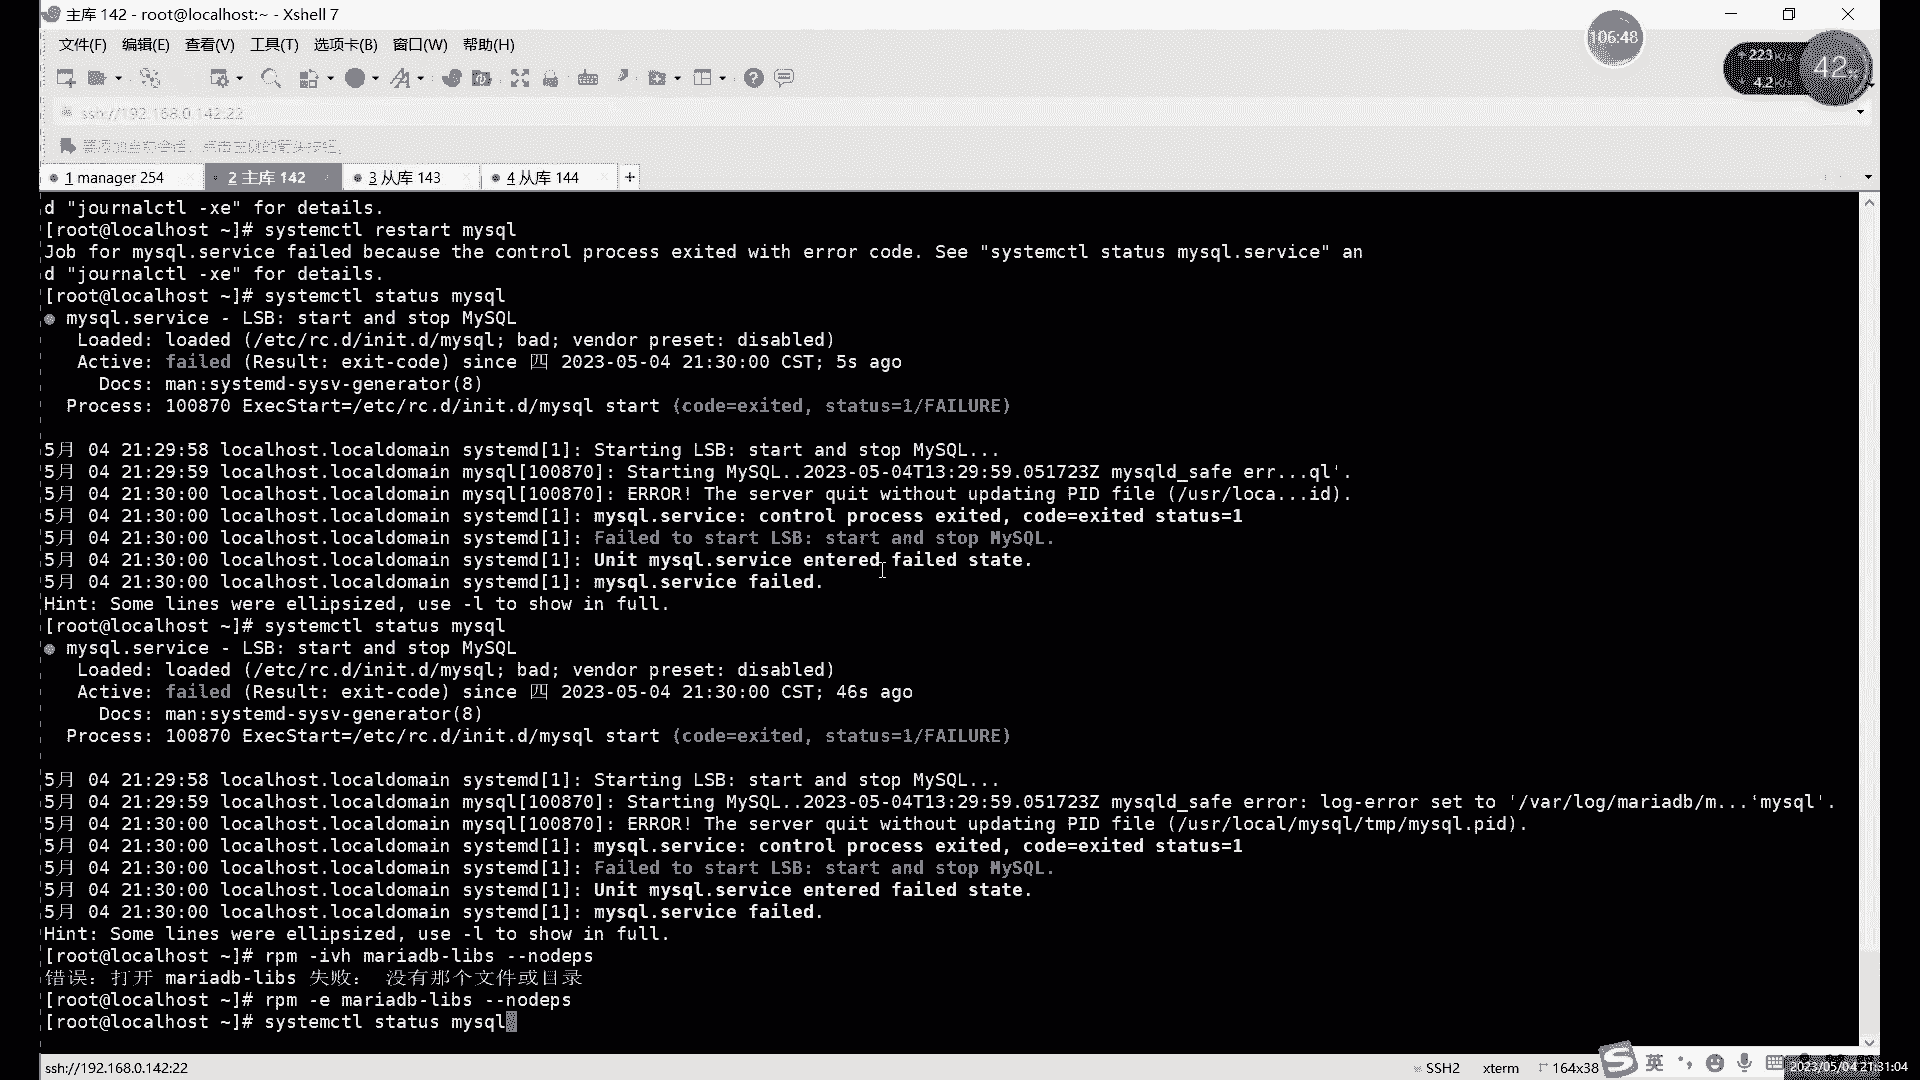 主库 142 - root@localhost:~ - Xshell 7
106:48
文件(F) 编辑(E) 查看(V) 工具(T) 选项卡(B) 窗口(W) 帮助(H)
223
42
4.2
ssh://192.168.0.142:22
1 manager 254 2 主库 142 3 从库 143 4 从库 144 +
d "journalctl -xe" for details.
[root@localhost ~]# systemctl restart mysql
Job for mysql.service failed because the control process exited with error code. See "systemctl status mysql.service" an
d "journalctl -xe" for details.
[root@localhost ~]# systemctl status mysql
● mysql.service - LSB: start and stop MySQL
Loaded: loaded (/etc/rc.d/init.d/mysql; bad; vendor preset: disabled)
Active: failed (Result: exit-code) since 四 2023-05-04 21:30:00 CST; 5s ago
Docs: man:systemd-sysv-generator(8)
Process: 100870 ExecStart=/etc/rc.d/init.d/mysql start (code=exited, status=1/FAILURE)
5月 04 21:29:58 localhost.localdomain systemd[1]: Starting LSB: start and stop MySQL...
5月 04 21:29:59 localhost.localdomain mysql[100870]: Starting MySQL..2023-05-04T13:29:59.051723Z mysqld_safe err...ql'.
5月 04 21:30:00 localhost.localdomain mysql[100870]: ERROR! The server quit without updating PID file (/usr/loca...id).
5月 04 21:30:00 localhost.localdomain systemd[1]: mysql.service: control process exited, code=exited status=1
5月 04 21:30:00 localhost.localdomain systemd[1]: Failed to start LSB: start and stop MySQL.
5月 04 21:30:00 localhost.localdomain systemd[1]: Unit mysql.service entered failed state.
5月 04 21:30:00 localhost.localdomain systemd[1]: mysql.service failed.
Hint: Some lines were ellipsized, use -l to show in full.
[root@localhost ~]# systemctl status mysql
● mysql.service - LSB: start and stop MySQL
Loaded: loaded (/etc/rc.d/init.d/mysql; bad; vendor preset: disabled)
Active: failed (Result: exit-code) since 四 2023-05-04 21:30:00 CST; 46s ago
Docs: man:systemd-sysv-generator(8)
Process: 100870 ExecStart=/etc/rc.d/init.d/mysql start (code=exited, status=1/FAILURE)
5月 04 21:29:58 localhost.localdomain systemd[1]: Starting LSB: start and stop MySQL...
5月 04 21:29:59 localhost.localdomain mysql[100870]: Starting MySQL..2023-05-04T13:29:59.051723Z mysqld_safe error: log-error set to '/var/log/mariadb/m...‘mysql'.
5月 04 21:30:00 localhost.localdomain mysql[100870]: ERROR! The server quit without updating PID file (/usr/local/mysql/tmp/mysql.pid).
5月 04 21:30:00 localhost.localdomain systemd[1]: mysql.service: control process exited, code=exited status=1
5月 04 21:30:00 localhost.localdomain systemd[1]: Failed to start LSB: start and stop MySQL.
5月 04 21:30:00 localhost.localdomain systemd[1]: Unit mysql.service entered failed state.
5月 04 21:30:00 localhost.localdomain systemd[1]: mysql.service failed.
Hint: Some lines were ellipsized, use -l to show in full.
[root@localhost ~]# rpm -ivh mariadb-libs --nodeps
错误：打开 mariadb-libs 失败： 没有那个文件或目录
[root@localhost ~]# rpm -e mariadb-libs --nodeps
[root@localhost ~]# systemctl status mysql
ssh://192.168.0.142:22 SSH2 xterm 164x38 英 2023/05/04 21:31:04